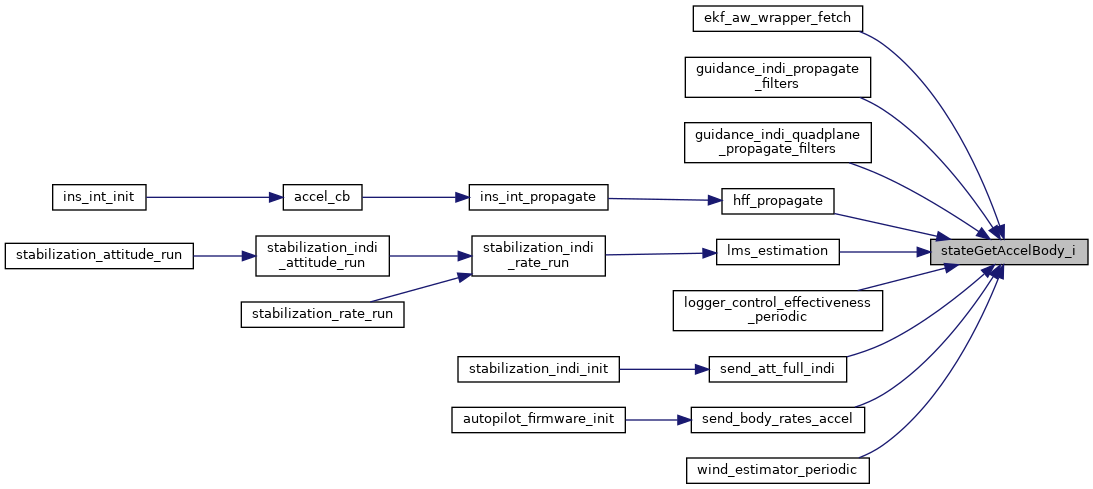 ekf_aw_wrapper_fetch
guidance_indi_propagate
_filters
guidance_indi_quadplane
_propagate_filters
ins_int_init
accel_cb
ins_int_propagate
hff_propagate
stabilization_attitude_run
stabilization_indi
_attitude_run
stabilization_indi
_rate_run
lms_estimation
stateGetAccelBody_i
stabilization_rate_run
logger_control_effectiveness
_periodic
stabilization_indi_init
send_att_full_indi
autopilot_firmware_init
send_body_rates_accel
wind_estimator_periodic